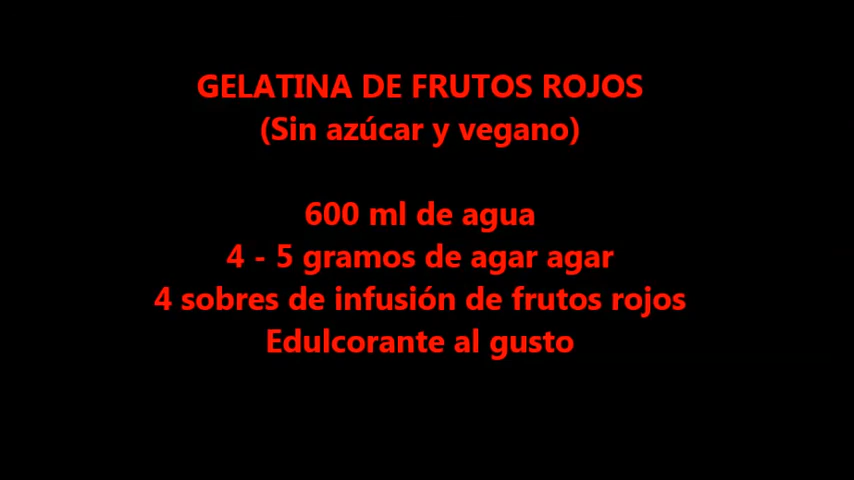 GELATINA DE FRUTOS ROJOS
(Sin azúcar y vegano)
600 ml de agua
4 - 5 gramos de agar agar
4 sobres de infusión de frutos rojos
Edulcorante al gusto